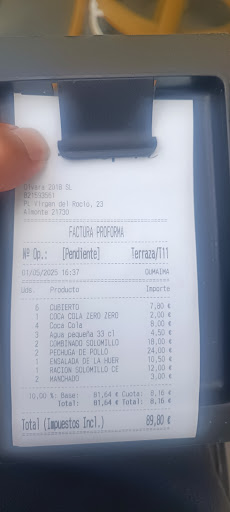 Olvera 2018 SL
B21593651
Pl Virgen del Rocio, 23
Almonte 21730
FACTURA PROFORMA
Nº Op.: [Pendiente] Terraza/T11
01/05/2025 16:37 OUMAIMA
Uds. Producto Importe
6 CUBIERTO 7,80 €
1 COCA COLA ZERO ZERO 2,00 €
4 Coca Cola 8,00 €
3 Agua pequeña 33 cl 4,50 €
2 COMBINADO SOLOMILLO 18,00 €
2 PECHUGA DE POLLO 24,00 €
1 ENSALADA DE LA HUER 10,50 €
1 RACION SOLOMILLO CE 12,00 €
2 MANCHADO 3,00 €
10,00 %: Base: 81,64 € Cuota: 8,16 €
Total: 81,64 € Total: 8,16 €
Total (Impuestos Incl.) 89,80 €